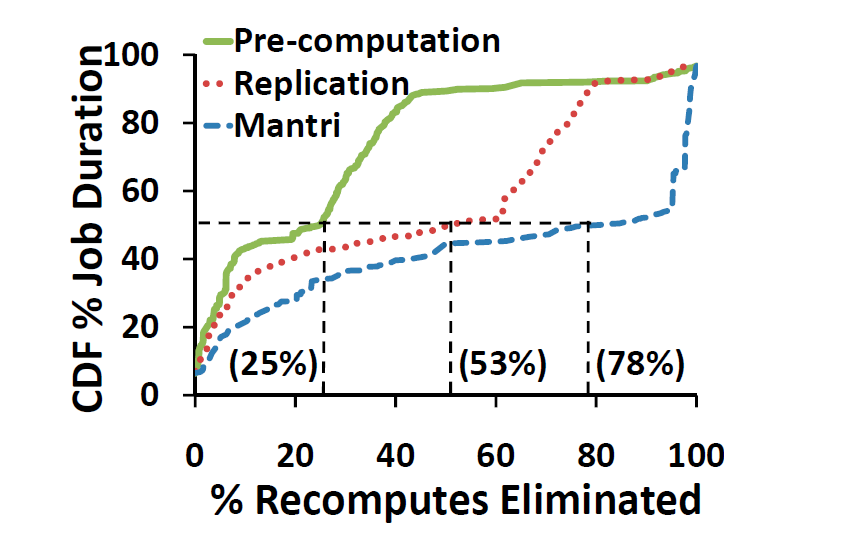 Pre-computation
Replication
Mantri
CDF % Job Duration
100
80
60
40
20
0
(25%) (53%) (78%)
0 20 40 60 80 100
% Recomputes Eliminated